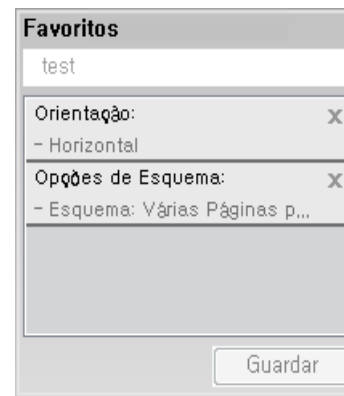 Favoritos
test
Orientação: X
- Horizontal
Opções de Esquema: X
- Esquema: Várias Páginas p...
Guardar